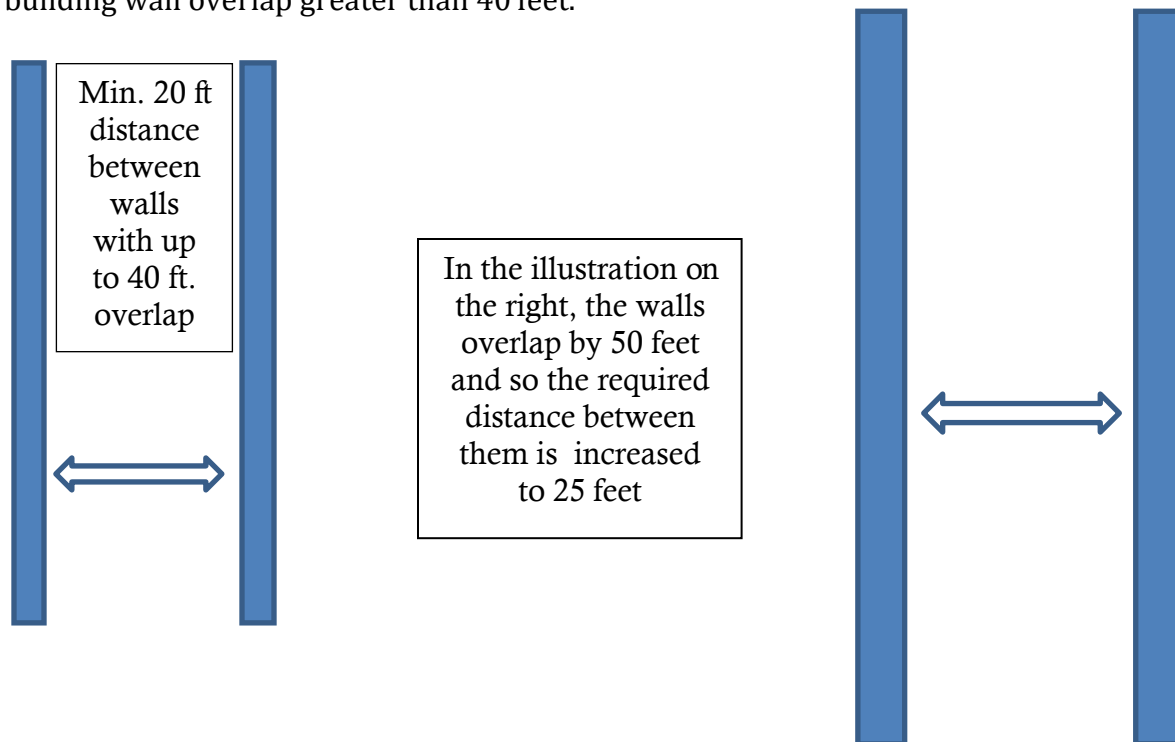 building wall overlap greater than 40 feet.
Min. 20 ft
distance
between
walls
with up
to 40 ft.
overlap
In the illustration on
the right, the walls
overlap by 50 feet
and so the required
distance between
them is  increased
to 25 feet